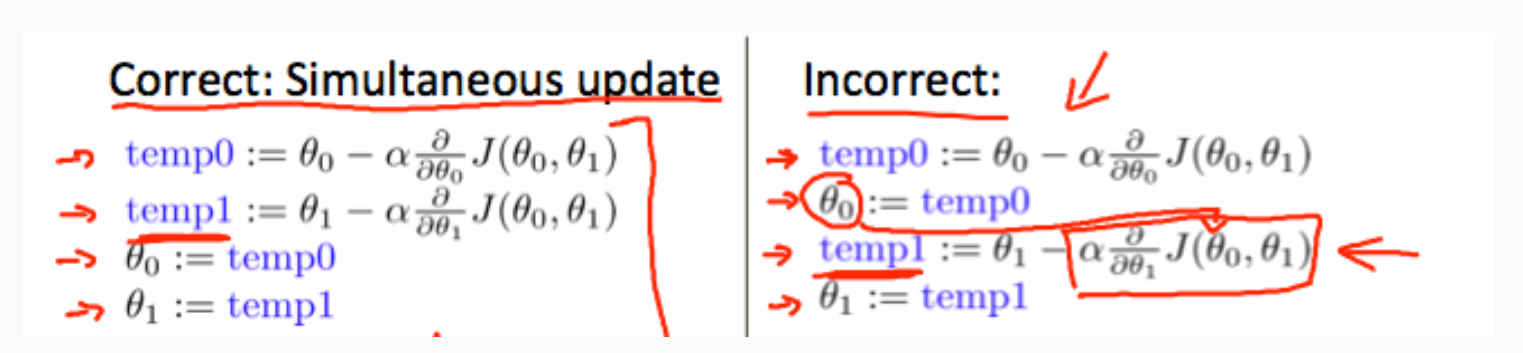 Correct: Simultaneous update
temp0 := θ₀ − α ∂/∂θ₀ J(θ₀, θ₁)
temp1 := θ₁ − α ∂/∂θ₁ J(θ₀, θ₁)
θ₀ := temp0
θ₁ := temp1
Incorrect:
temp0 := θ₀ − α ∂/∂θ₀ J(θ₀, θ₁)
θ₀ := temp0
temp1 := θ₁ − α ∂/∂θ₁ J(θ₀, θ₁)
θ₁ := temp1